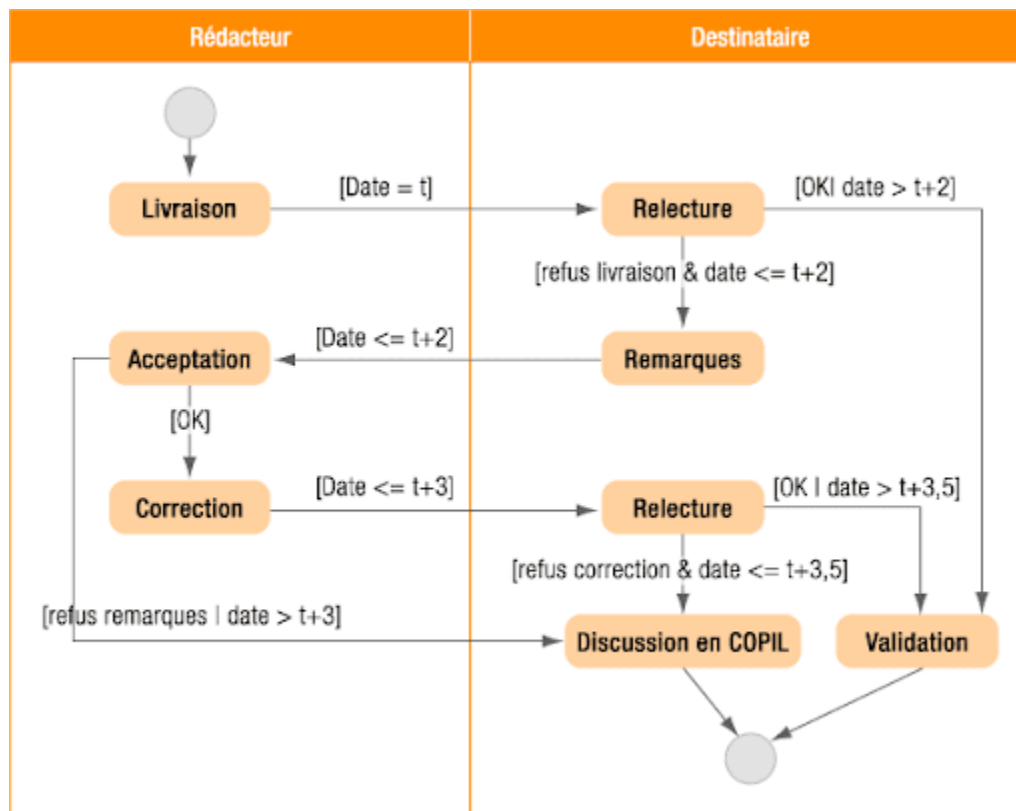 Rédacteur
Destinataire
Livraison
[Date = t]
Relecture
[OK| date > t+2]
[refus livraison & date <= t+2]
Acceptation
[Date <= t+2]
Remarques
[OK]
Correction
[Date <= t+3]
Relecture
[OK | date > t+3,5]
[refus correction & date <= t+3,5]
[refus remarques | date > t+3]
Discussion en COPIL
Validation